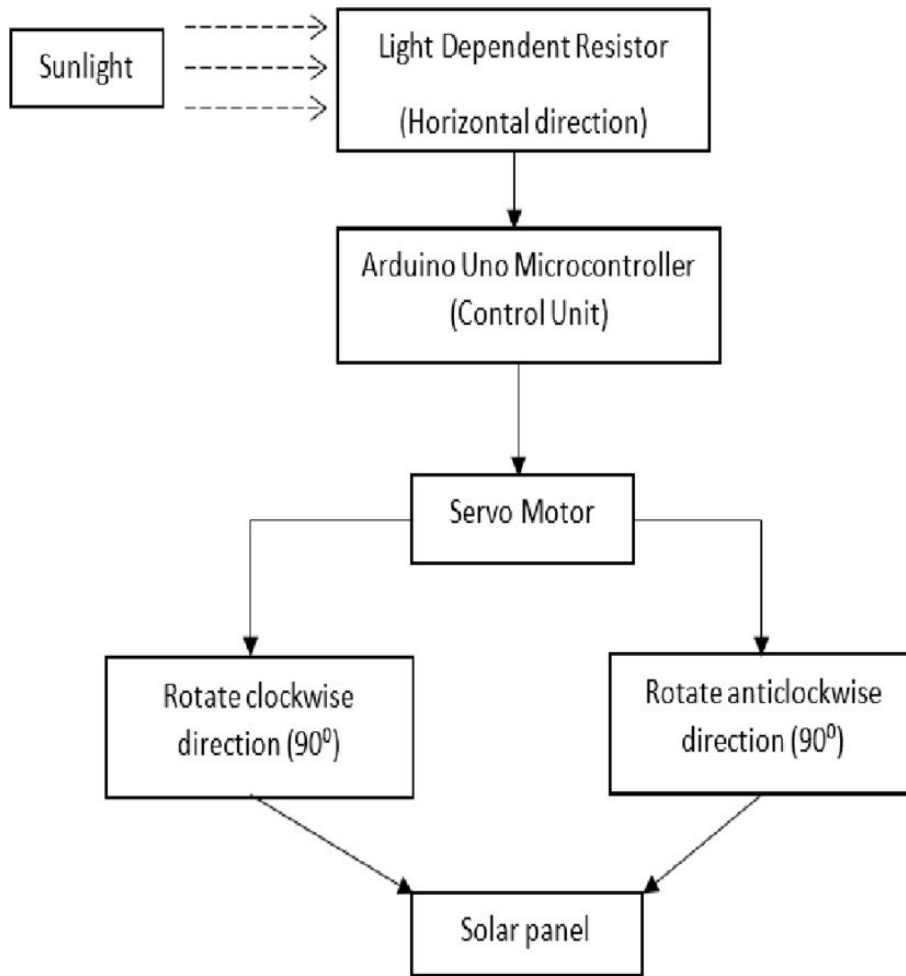 Sunlight
Light Dependent Resistor
(Horizontal direction)
Arduino Uno Microcontroller
(Control Unit)
Servo Motor
Rotate clockwise
direction (90⁰)
Rotate anticlockwise
direction (90⁰)
Solar panel